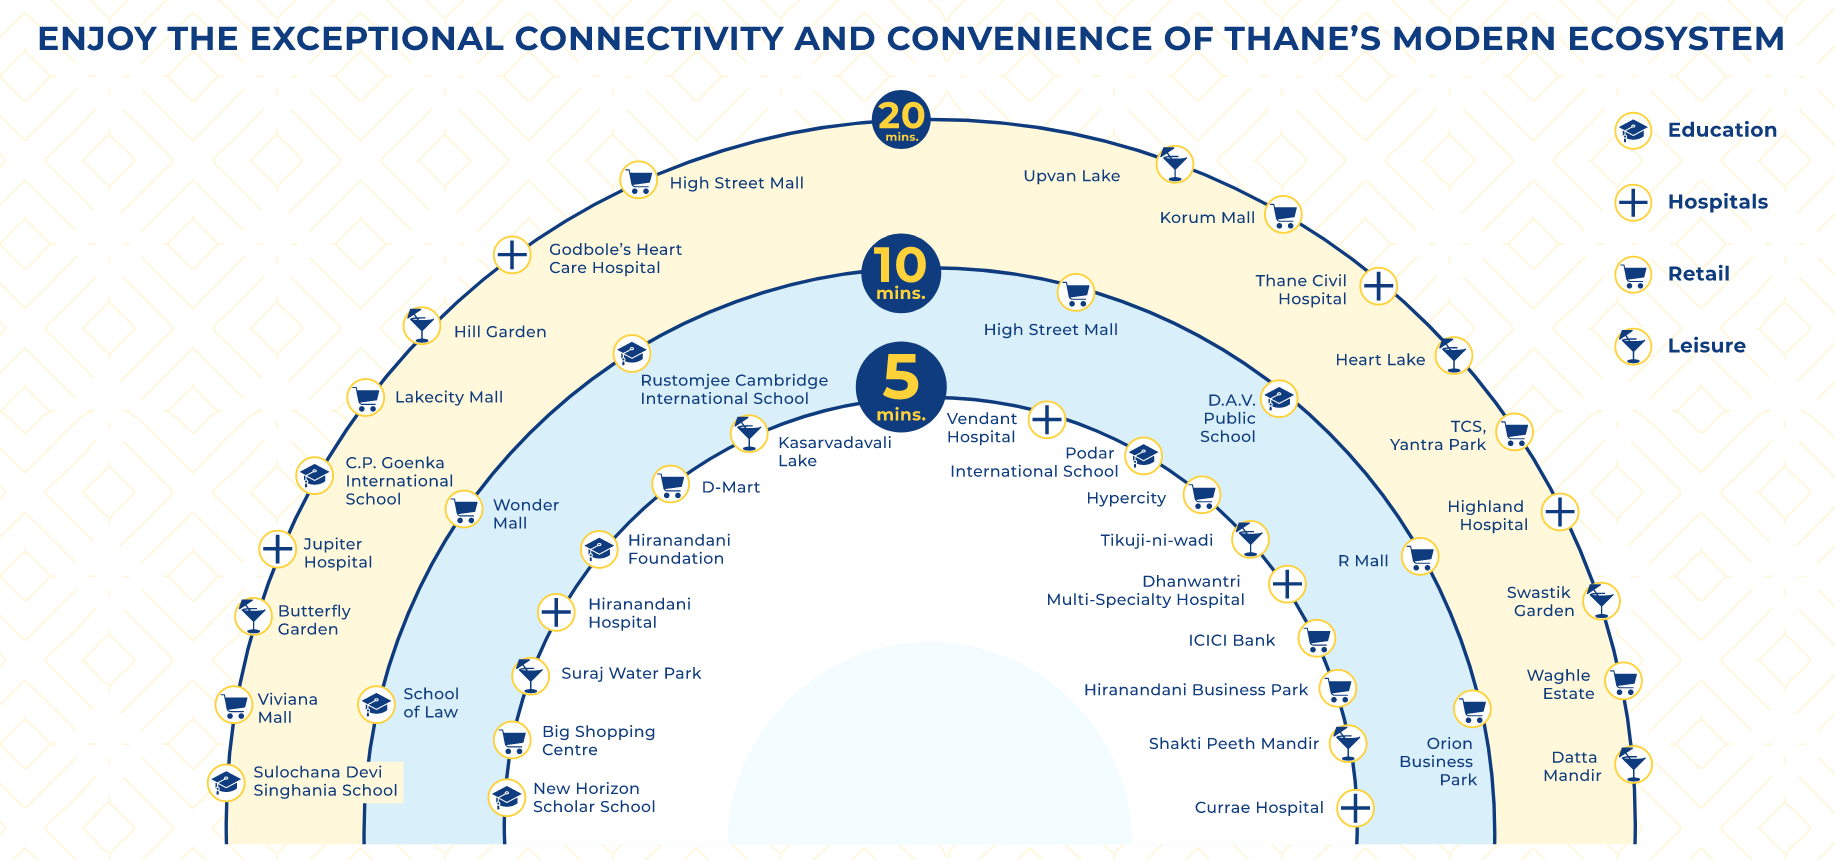 ENJOY THE EXCEPTIONAL CONNECTIVITY AND CONVENIENCE OF THANE’S MODERN ECOSYSTEM
20
mins.
High Street Mall
Godbole’s Heart
Care Hospital
Hill Garden
Lakecity Mall
C.P. Goenka
International
School
Jupiter
Hospital
Butterfly
Garden
Viviana
Mall
Sulochana Devi
Singhania School
Upvan Lake
Korum Mall
Thane Civil
Hospital
Heart Lake
TCS,
Yantra Park
Highland
Hospital
Swastik
Garden
Waghle
Estate
Datta
Mandir
10
mins.
Rustomjee Cambridge
International School
Wonder
Mall
School
of Law
High Street Mall
D.A.V.
Public
School
R Mall
Orion
Business
Park
5
mins.
Kasarvadavali
Lake
D-Mart
Hiranandani
Foundation
Hiranandani
Hospital
Suraj Water Park
Big Shopping
Centre
New Horizon
Scholar School
Vendant
Hospital
Podar
International School
Hypercity
Tikuji-ni-wadi
Dhanwantri
Multi-Specialty Hospital
ICICI Bank
Hiranandani Business Park
Shakti Peeth Mandir
Currae Hospital
Education
Hospitals
Retail
Leisure